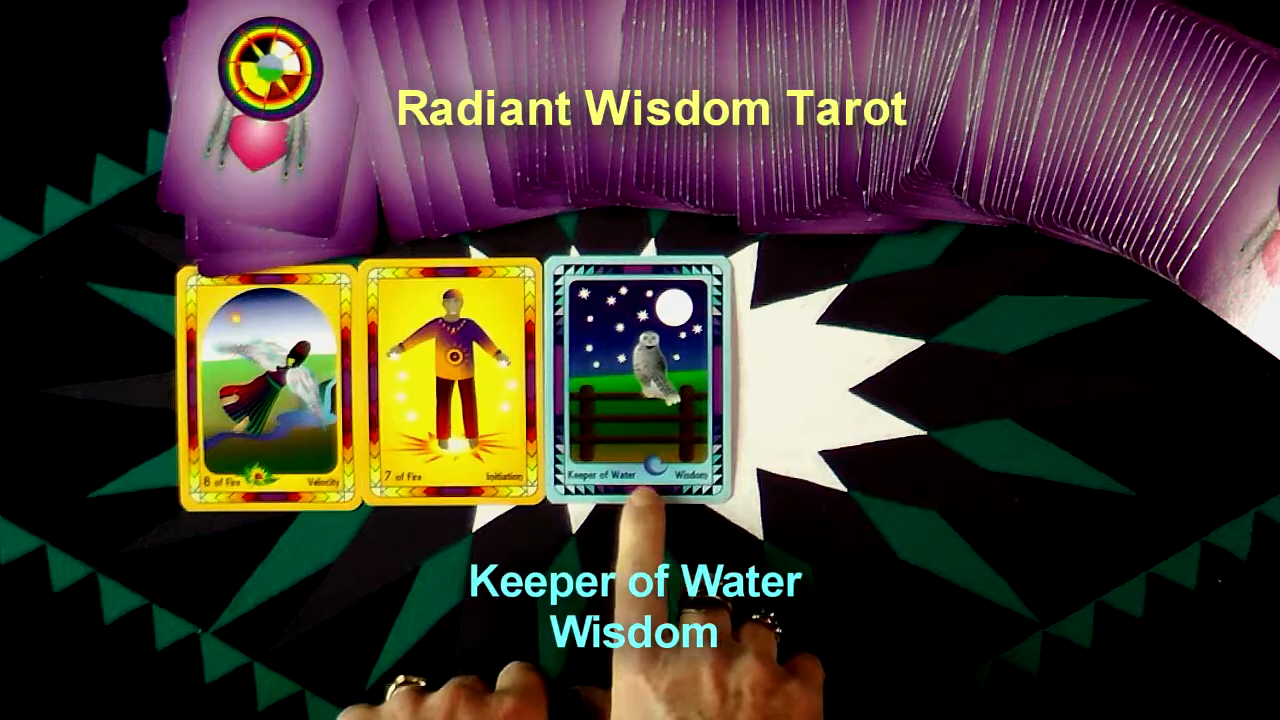 Radiant Wisdom Tarot
8 of Fire Velocity
7 of Fire Initiation
Keeper of Water Wisdom
Keeper of Water
Wisdom